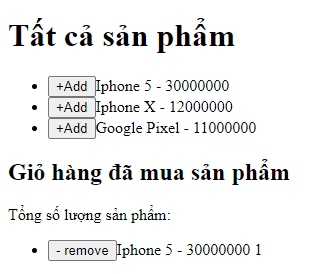 Tất cả sản phẩm
+Add Iphone 5 - 30000000
+Add Iphone X - 12000000
+Add Google Pixel - 11000000
Giỏ hàng đã mua sản phẩm
Tổng số lượng sản phẩm:
- remove Iphone 5 - 30000000 1